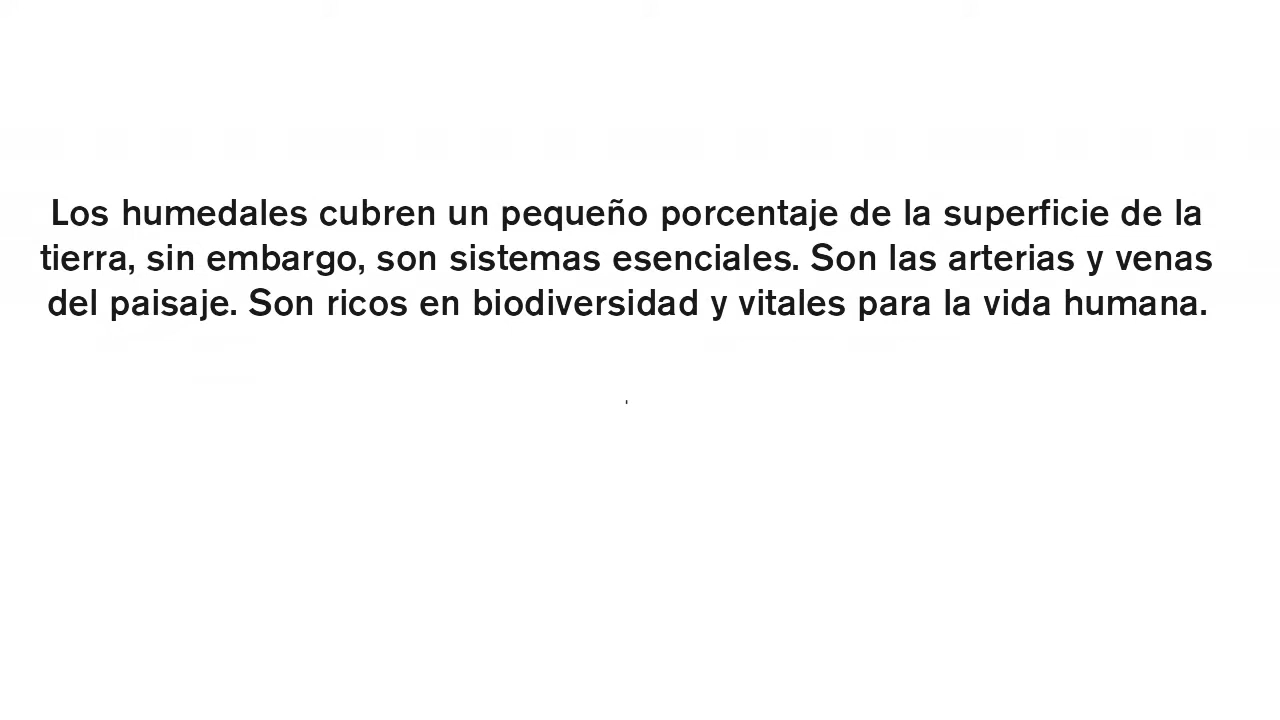 Los humedales cubren un pequeño porcentaje de la superficie de la
tierra, sin embargo, son sistemas esenciales. Son las arterias y venas
del paisaje. Son ricos en biodiversidad y vitales para la vida humana.